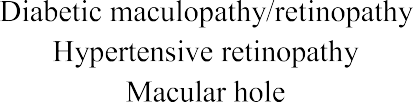 Diabetic maculopathy/retinopathy
Hypertensive retinopathy
Macular hole